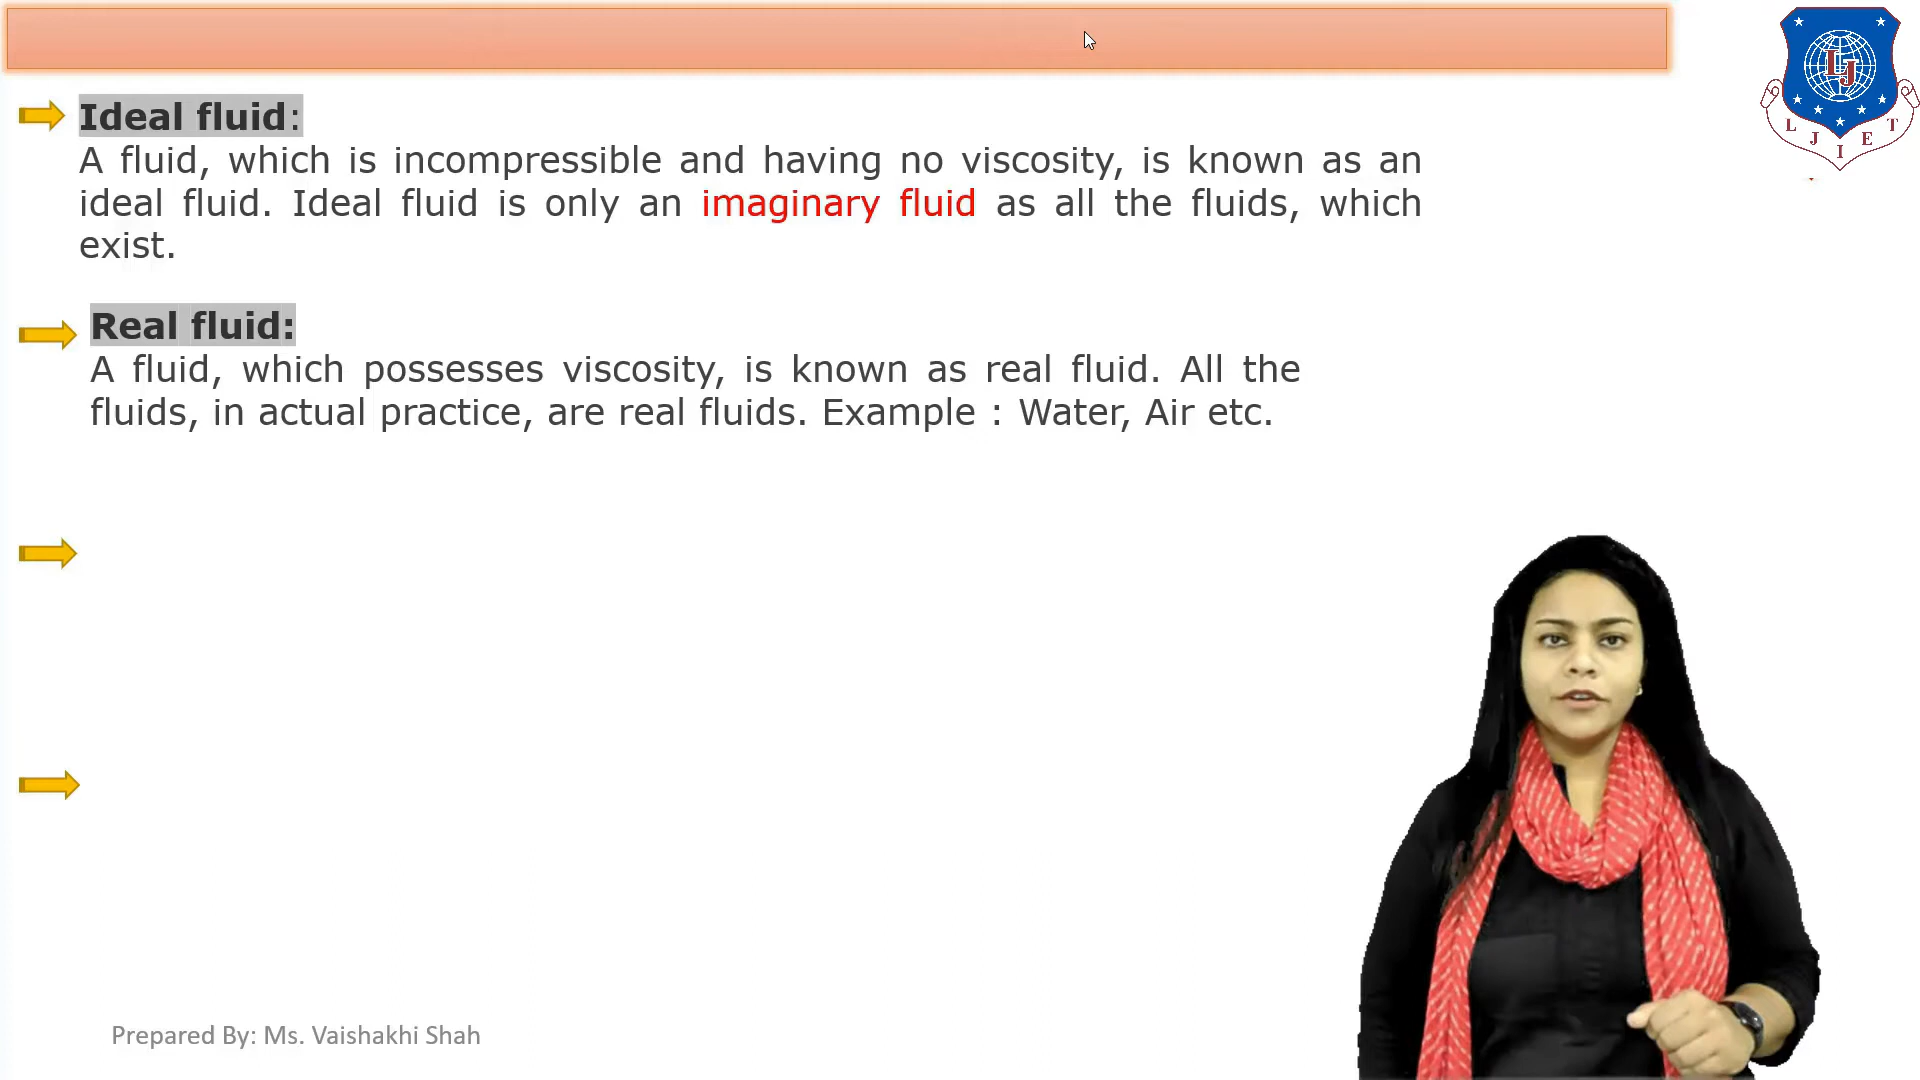 Ideal fluid:
A fluid, which is incompressible and having no viscosity, is known as an
ideal fluid. Ideal fluid is only an imaginary fluid as all the fluids, which
exist.
Real fluid:
A fluid, which possesses viscosity, is known as real fluid. All the
fluids, in actual practice, are real fluids. Example : Water, Air etc.
Prepared By: Ms. Vaishakhi Shah
LJ
L J I E T